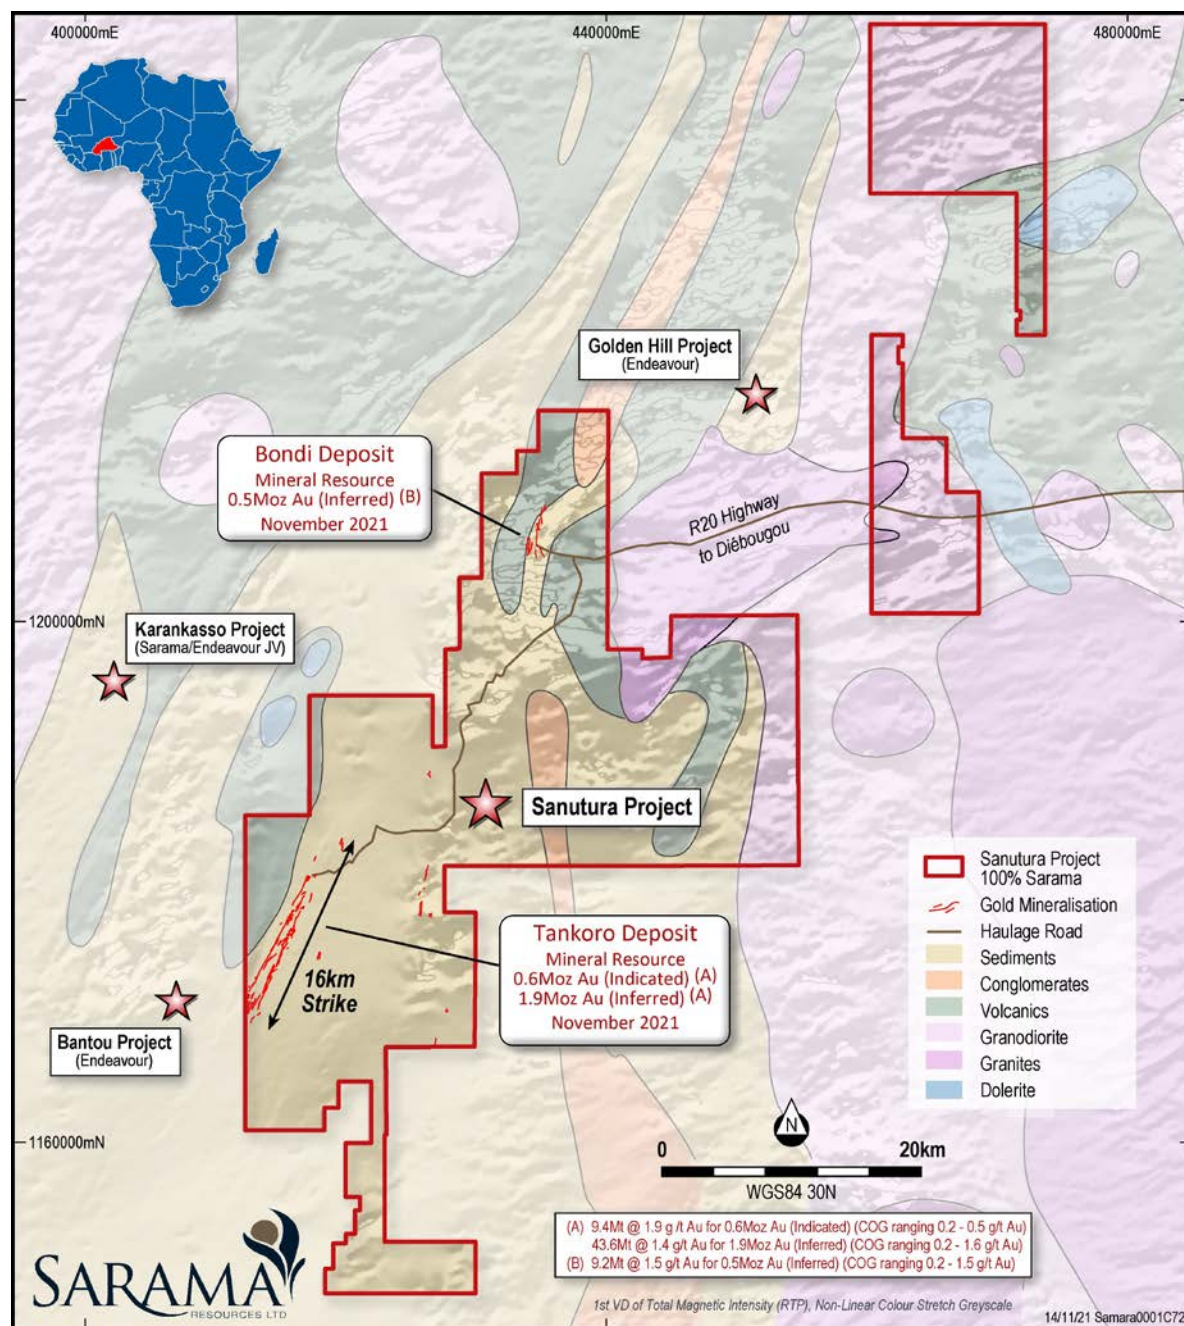 400000mE
440000mE
480000mE
Golden Hill Project
(Endeavour)
Bondi Deposit
Mineral Resource
0.5Moz Au (Inferred) (B)
November 2021
R20 Highway
to Diébougou
1200000mN
Karankasso Project
(Sarama/Endeavour JV)
Sanutura Project
16km
Strike
Tankoro Deposit
Mineral Resource
0.6Moz Au (Indicated) (A)
1.9Moz Au (Inferred) (A)
November 2021
Bantou Project
(Endeavour)
Sanutura Project
100% Sarama
Gold Mineralisation
Haulage Road
Sediments
Conglomerates
Volcanics
Granodiorite
Granites
Dolerite
1160000mN
N
0 20km
WGS84 30N
(A) 9.4Mt @ 1.9 g /t Au for 0.6Moz Au (Indicated) (COG ranging 0.2 - 0.5 g/t Au)
43.6Mt @ 1.4 g/t Au for 1.9Moz Au (Inferred) (COG ranging 0.2 - 1.6 g/t Au)
(B) 9.2Mt @ 1.5 g/t Au for 0.5Moz Au (Inferred) (COG ranging 0.2 - 1.5 g/t Au)
SARAMA
RESOURCES LTD
1st VD of Total Magnetic Intensity (RTP), Non-Linear Colour Stretch Greyscale
14/11/21 Samara0001C72